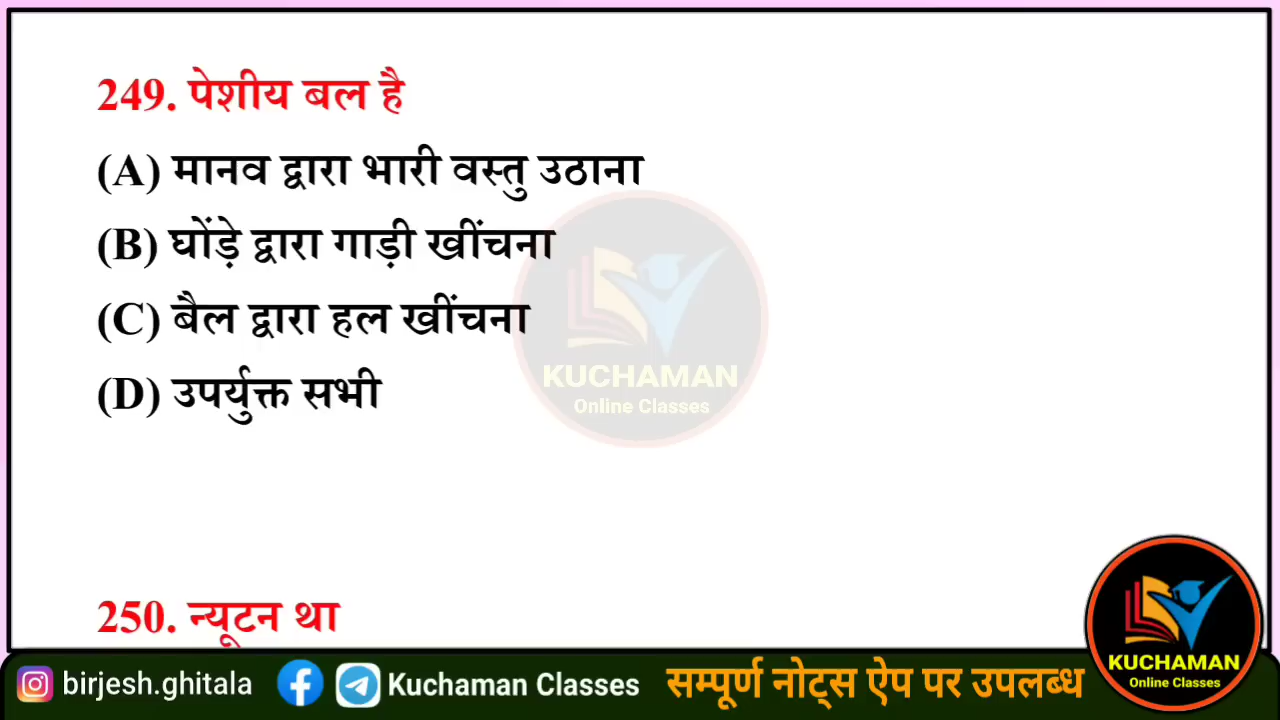 249. पेशीय बल है
(A) मानव द्वारा भारी वस्तु उठाना
(B) घोंड़े द्वारा गाड़ी खींचना
(C) बैल द्वारा हल खींचना
(D) उपर्युक्त सभी
KUCHAMAN
Online Classes
250. न्यूटन था
KUCHAMAN
Online Classes
birjesh.ghitala Kuchaman Classes सम्पूर्ण नोट्स ऐप पर उपलब्ध